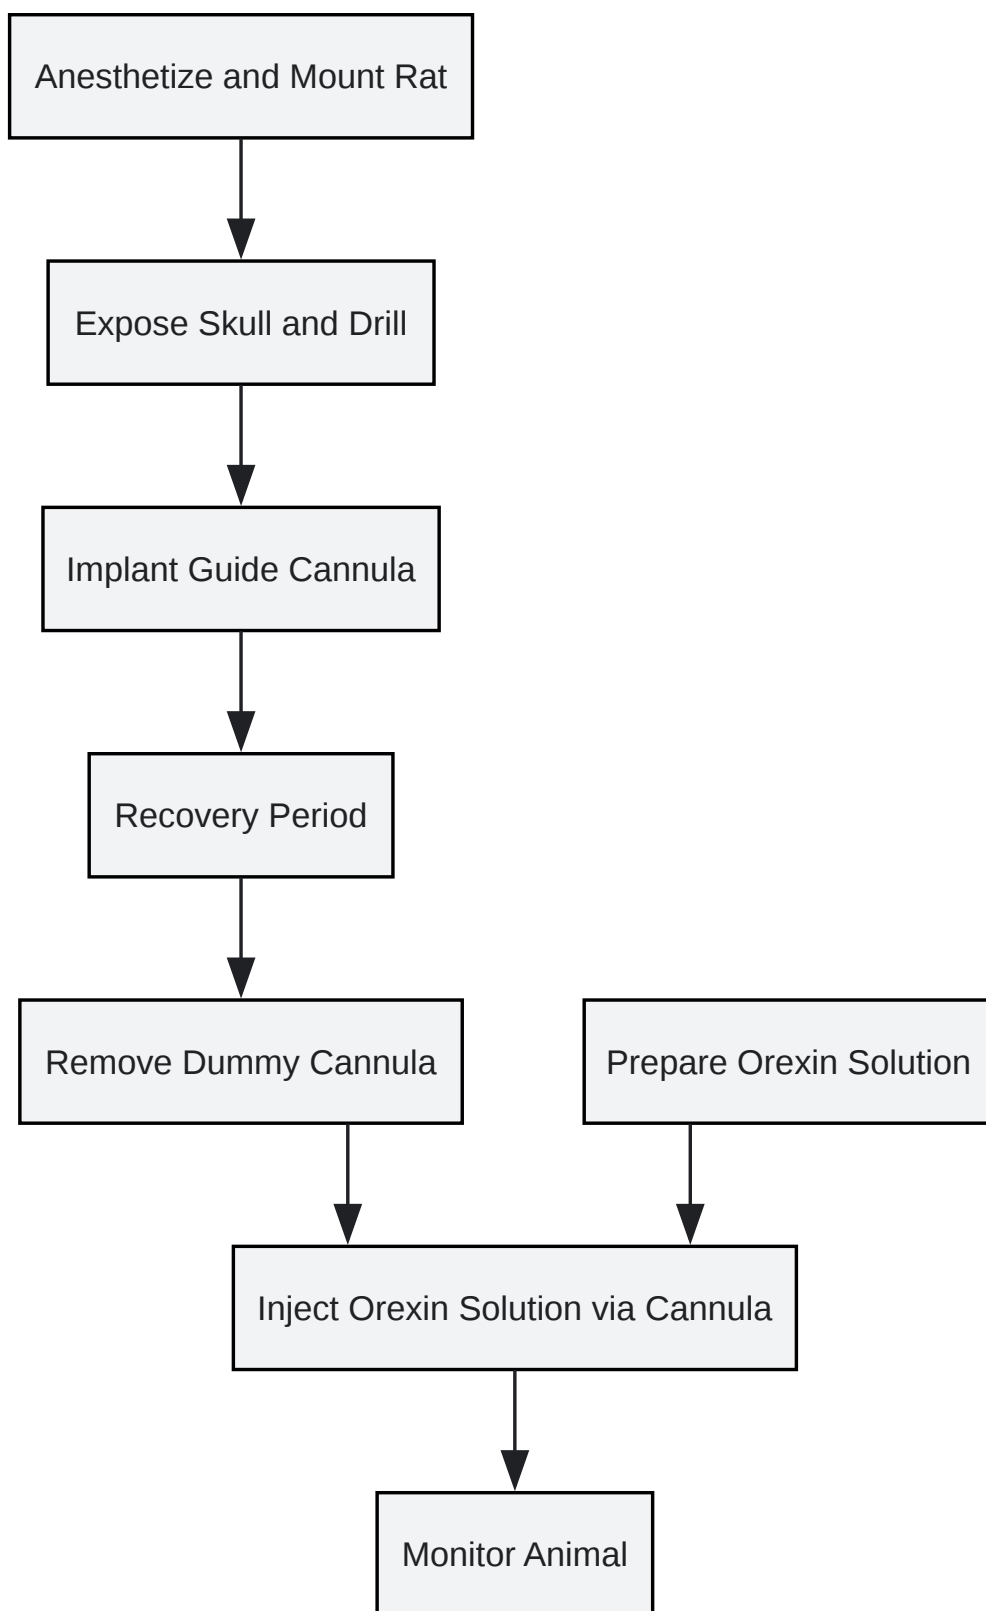 Anesthetize and Mount Rat
Expose Skull and Drill
Implant Guide Cannula
Recovery Period
Remove Dummy Cannula
Prepare Orexin Solution
Inject Orexin Solution via Cannula
Monitor Animal